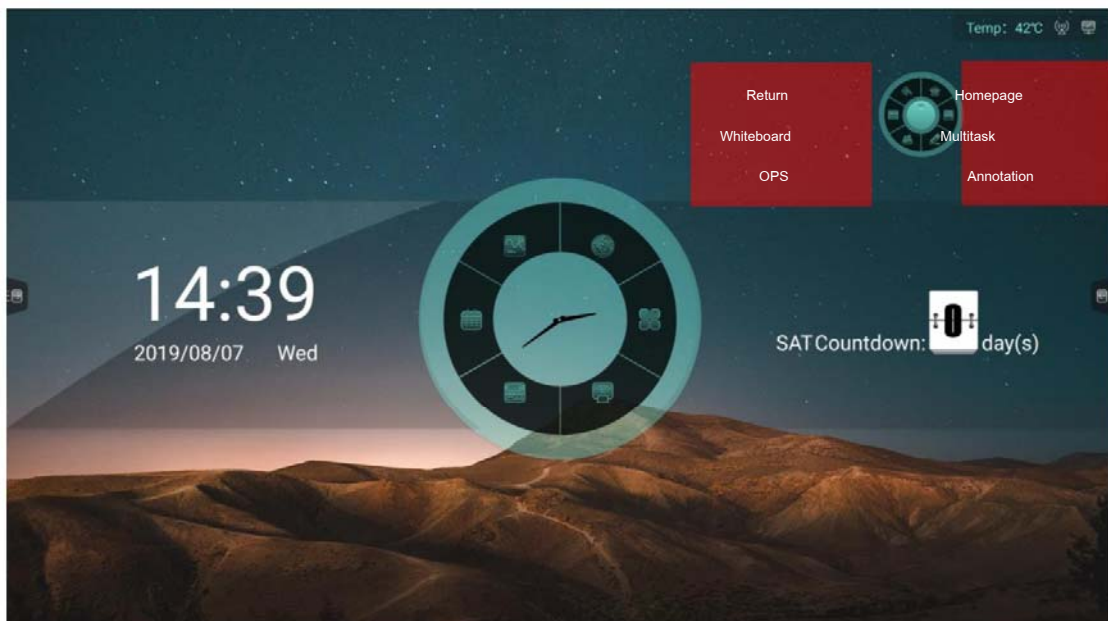 Temp: 42℃
Return
Homepage
Whiteboard
Multitask
OPS
Annotation
14:39
2019/08/07 Wed
SAT Countdown: 0 day(s)